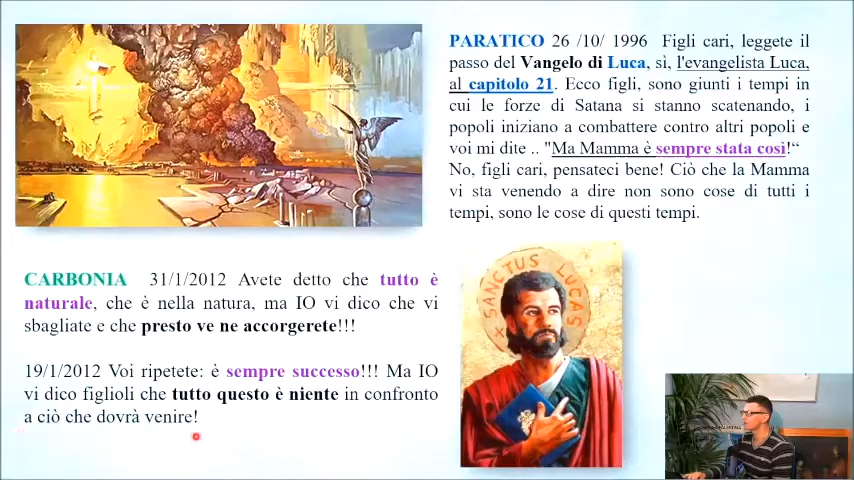 PARATICO 26 /10/ 1996 Figli cari, leggete il
passo del Vangelo di Luca, sì, l'evangelista Luca,
al capitolo 21. Ecco figli, sono giunti i tempi in
cui le forze di Satana si stanno scatenando, i
popoli iniziano a combattere contro altri popoli e
voi mi dite .. "Ma Mamma è sempre stata così!“
No, figli cari, pensateci bene! Ciò che la Mamma
vi sta venendo a dire non sono cose di tutti i
tempi, sono le cose di questi tempi.
CARBONIA 31/1/2012 Avete detto che tutto è
naturale, che è nella natura, ma IO vi dico che vi
sbagliate e che presto ve ne accorgerete!!!
19/1/2012 Voi ripetete: è sempre successo!!! Ma IO
vi dico figlioli che tutto questo è niente in confronto
a ciò che dovrà venire!
SANCTUS LUCAS